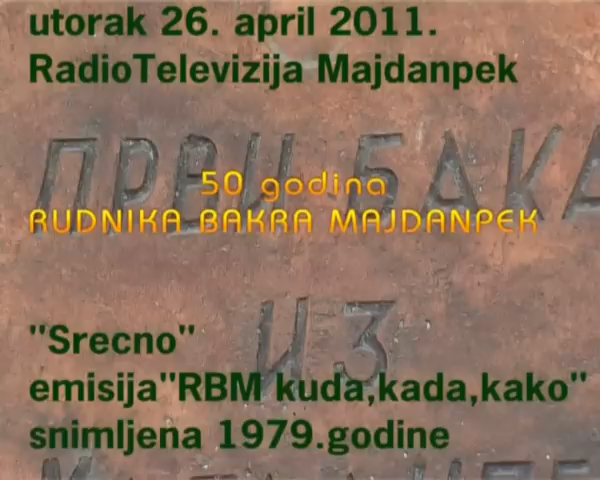 utorak 26. april 2011.
RadioTelevizija Majdanpek
ПРВИ БАКА
50 godina
RUDNIKA BAKRA MAJDANPEK
ИЗ
"Srecno"
emisija"RBM kuda,kada,kako"
snimljena 1979.godine